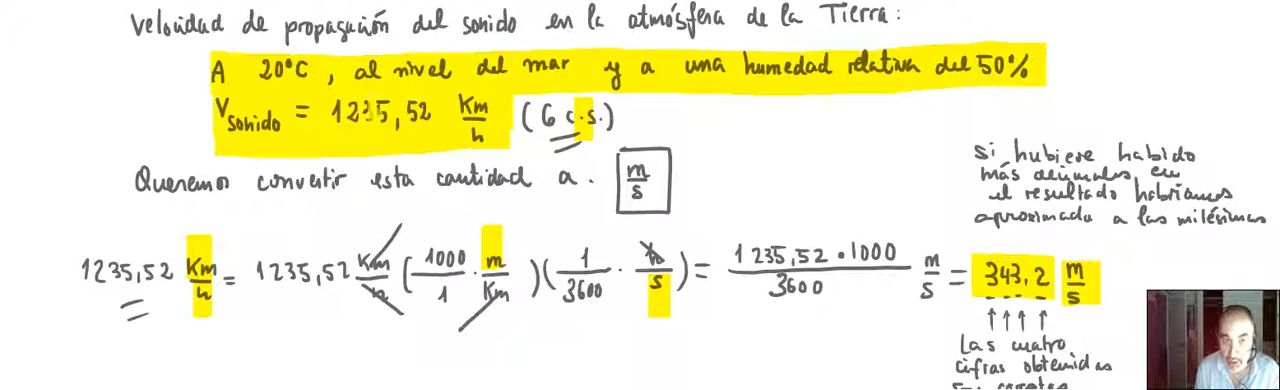 Velocidad de propagación del sonido en la atmósfera de la Tierra:
A 20°C, al nivel del mar y a una humedad relativa del 50%
Vsonido = 1235,52 Km/h (6 c.s.)
Queremos convertir esta cantidad a. m/s
si hubiese habido
más decimales en
el resultado habríamos
aproximado a las milésimas
1235,52 Km/h = 1235,52 Km/h (1000/1 · m/Km)(1/3600 · h/s) = 1235,52·1000/3600 m/s = 343,2 m/s
Las cuatro
cifras obtenidas